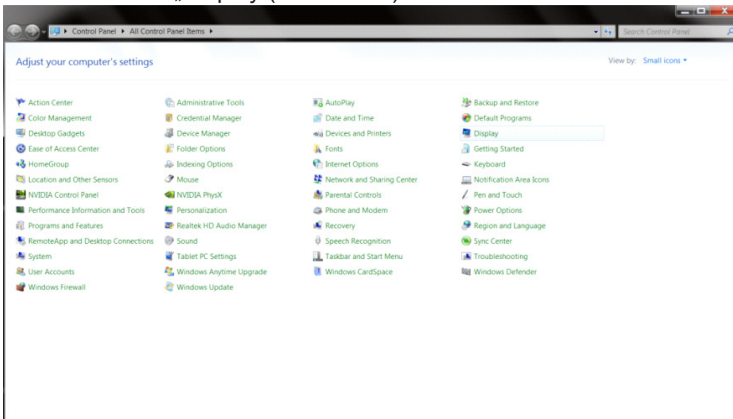 Control Panel ▸ All Control Panel Items ▸
Search Control Panel
Adjust your computer's settings
View by: Small icons
Action Center
Administrative Tools
AutoPlay
Backup and Restore
Color Management
Credential Manager
Date and Time
Default Programs
Desktop Gadgets
Device Manager
Devices and Printers
Display
Ease of Access Center
Folder Options
Fonts
Getting Started
HomeGroup
Indexing Options
Internet Options
Keyboard
Location and Other Sensors
Mouse
Network and Sharing Center
Notification Area Icons
NVIDIA Control Panel
NVIDIA PhysX
Parental Controls
Pen and Touch
Performance Information and Tools
Personalization
Phone and Modem
Power Options
Programs and Features
Realtek HD Audio Manager
Recovery
Region and Language
RemoteApp and Desktop Connections
Sound
Speech Recognition
Sync Center
System
Tablet PC Settings
Taskbar and Start Menu
Troubleshooting
User Accounts
Windows Anytime Upgrade
Windows CardSpace
Windows Defender
Windows Firewall
Windows Update